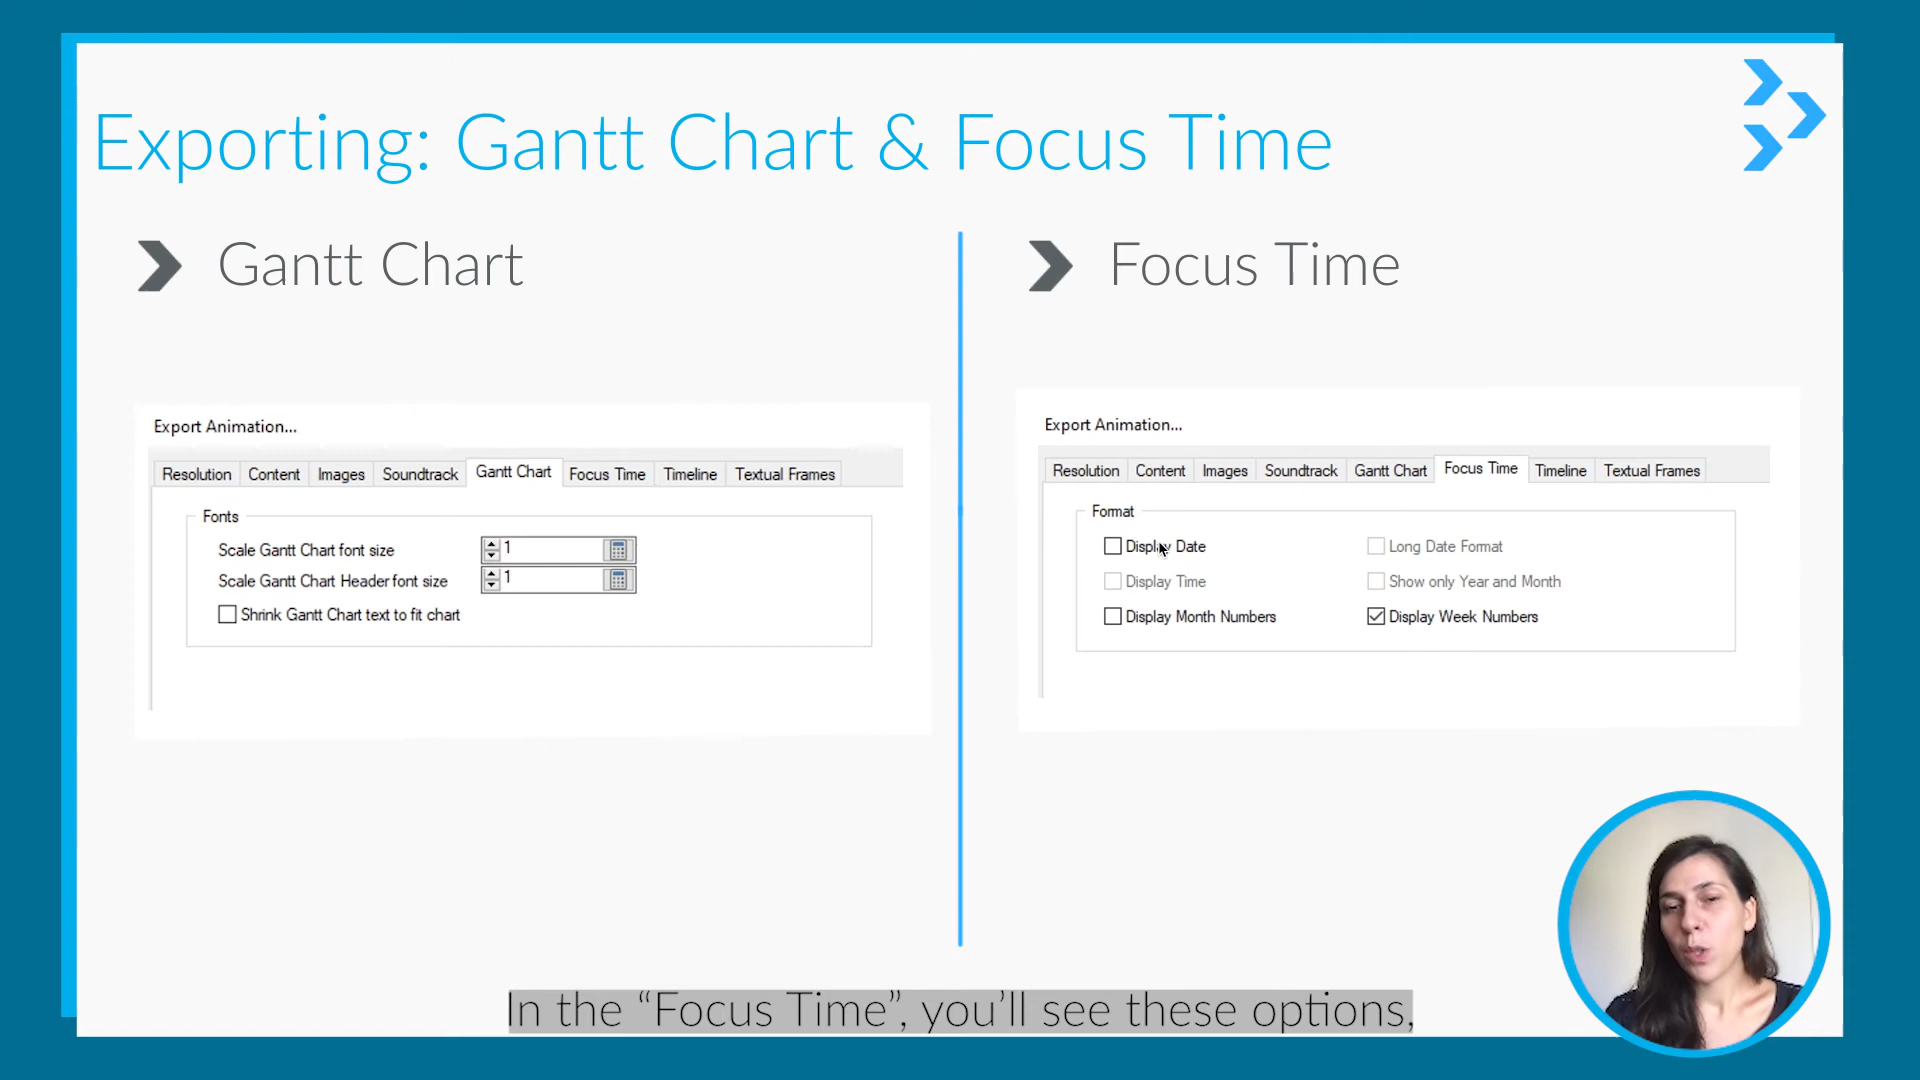 Exporting: Gantt Chart & Focus Time
Gantt Chart
Export Animation...
Resolution Content Images Soundtrack Gantt Chart Focus Time Timeline Textual Frames
Fonts
Scale Gantt Chart font size 1
Scale Gantt Chart Header font size 1
Shrink Gantt Chart text to fit chart
Focus Time
Export Animation...
Resolution Content Images Soundtrack Gantt Chart Focus Time Timeline Textual Frames
Format
Display Date Long Date Format
Display Time Show only Year and Month
Display Month Numbers Display Week Numbers
In the “Focus Time”, you’ll see these options,